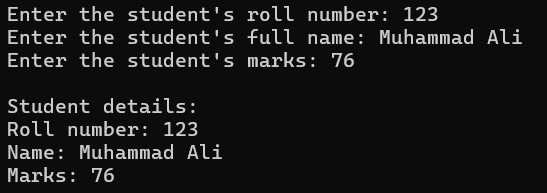 Enter the student's roll number: 123
Enter the student's full name: Muhammad Ali
Enter the student's marks: 76

Student details:
Roll number: 123
Name: Muhammad Ali
Marks: 76